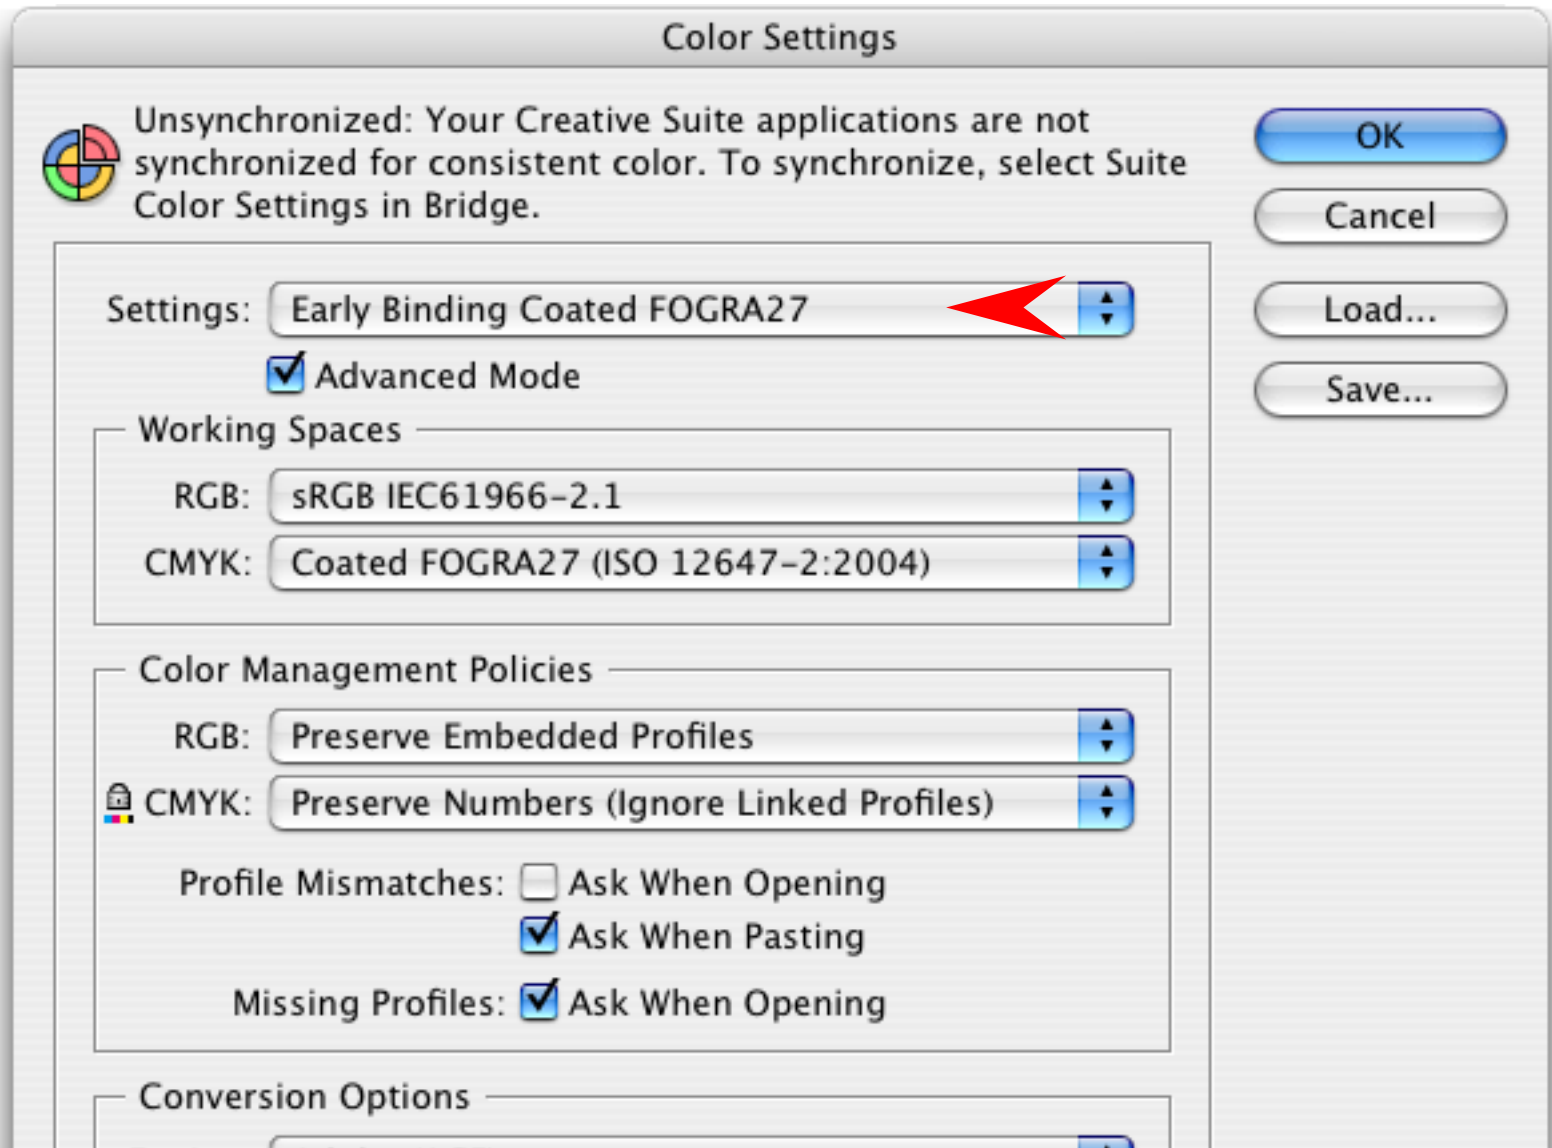 Color Settings
Unsynchronized: Your Creative Suite applications are not
synchronized for consistent color. To synchronize, select Suite
Color Settings in Bridge.
OK
Cancel
Load...
Save...
Settings: Early Binding Coated FOGRA27
Advanced Mode
Working Spaces
RGB: sRGB IEC61966-2.1
CMYK: Coated FOGRA27 (ISO 12647-2:2004)
Color Management Policies
RGB: Preserve Embedded Profiles
CMYK: Preserve Numbers (Ignore Linked Profiles)
Profile Mismatches: Ask When Opening
Ask When Pasting
Missing Profiles: Ask When Opening
Conversion Options